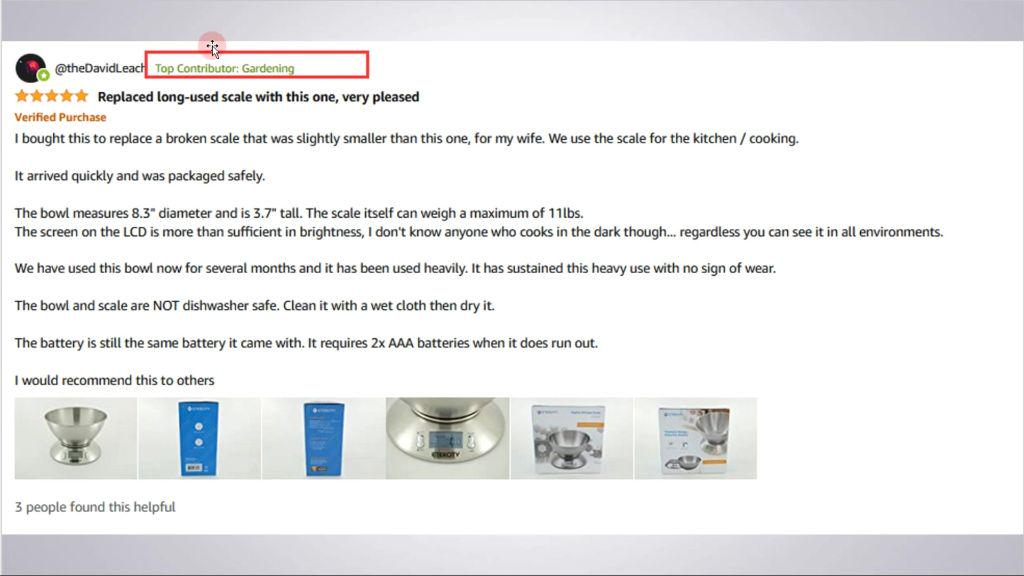 @theDavidLeach Top Contributor: Gardening
Replaced long-used scale with this one, very pleased
Verified Purchase
I bought this to replace a broken scale that was slightly smaller than this one, for my wife. We use the scale for the kitchen / cooking.
It arrived quickly and was packaged safely.
The bowl measures 8.3" diameter and is 3.7" tall. The scale itself can weigh a maximum of 11lbs.
The screen on the LCD is more than sufficient in brightness, I don't know anyone who cooks in the dark though... regardless you can see it in all environments.
We have used this bowl now for several months and it has been used heavily. It has sustained this heavy use with no sign of wear.
The bowl and scale are NOT dishwasher safe. Clean it with a wet cloth then dry it.
The battery is still the same battery it came with. It requires 2x AAA batteries when it does run out.
I would recommend this to others
ETEKCITY
3 people found this helpful